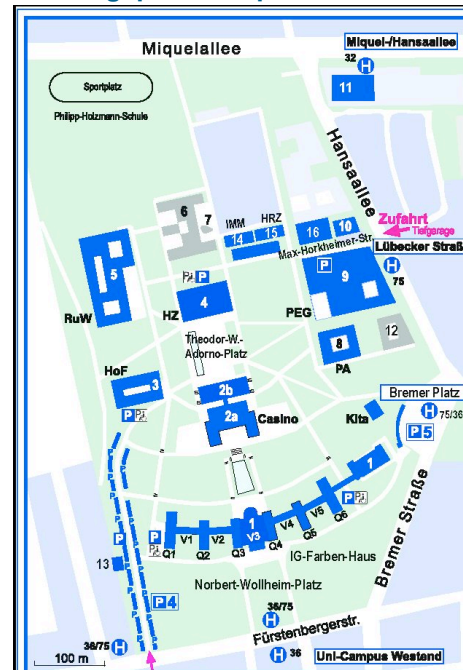 Miquelallee
Miquel-/Hansaallee
32
H
11
Sportplatz
Philipp-Holzmann-Schule
Hansaallee
6
7
IMM
HRZ
14
15
16
10
Zufahrt
Tiefgarage
Max-Horkheimer-Str.
Lübecker Straß
H
75
5
P
4
P
9
RuW
HZ
PEG
Theodor-W.-
Adorno-Platz
8
12
PA
HoF
3
2b
2a
Casino
Kita
Bremer Platz
H
75/36
P 5
P
1
P
P
V1
V2
1
V3
V4
V5
Q1
Q2
Q3
Q4
Q5
Q6
IG-Farben-Haus
13
Norbert-Wollheim-Platz
Bremer Straße
P 4
36/75
H
Fürstenbergerstr.
36/75
H
H
36
Uni-Campus Westend
100 m